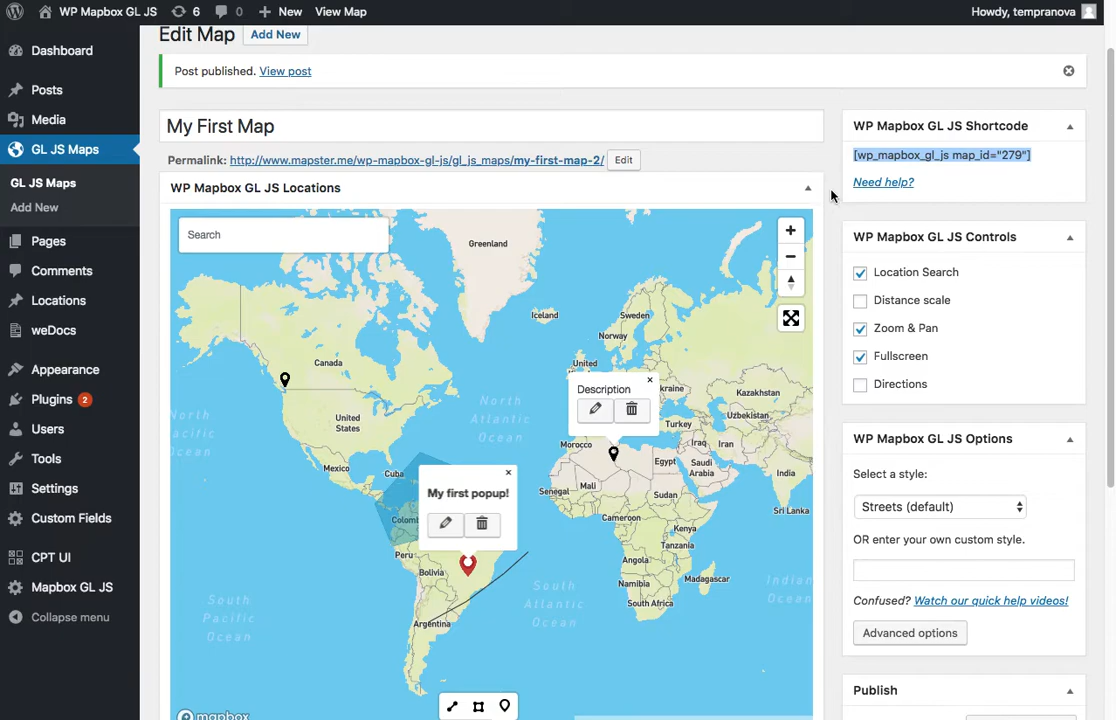 WP Mapbox GL JS 6 0 New View Map Howdy, tempranova
Dashboard
Posts
Media
GL JS Maps
GL JS Maps
Add New
Pages
Comments
Locations
weDocs
Appearance
Plugins 2
Users
Tools
Settings
Custom Fields
CPT UI
Mapbox GL JS
Collapse menu
Edit Map Add New
Post published. View post
My First Map
Permalink: http://www.mapster.me/wp-mapbox-gl-js/gl_js_maps/my-first-map-2/ Edit
WP Mapbox GL JS Locations
Search
Greenland
Iceland
Sweden
Norway
United
Canada
Kazakhstan
Uzbekistan
Turkey
United
States
North
Atlantic
Ocean
Description
×
Morocco
Iraq
Iran
Egypt
Saudi
Arabia
India
Mexico
Cuba
Mali
Senegal
Sudan
Sri Lanka
Cameroon
Kenya
Tanzania
Angola
Namibia
Madagascar
South Africa
My first popup!
×
Peru
Bolivia
Argentina
South
Pacific
Ocean
South
Atlantic
Ocean
Ocean
mapbox
WP Mapbox GL JS Shortcode
[wp_mapbox_gl_js map_id="279"]
Need help?
WP Mapbox GL JS Controls
Location Search
Distance scale
Zoom & Pan
Fullscreen
Directions
WP Mapbox GL JS Options
Select a style:
Streets (default)
OR enter your own custom style.
Confused? Watch our quick help videos!
Advanced options
Publish